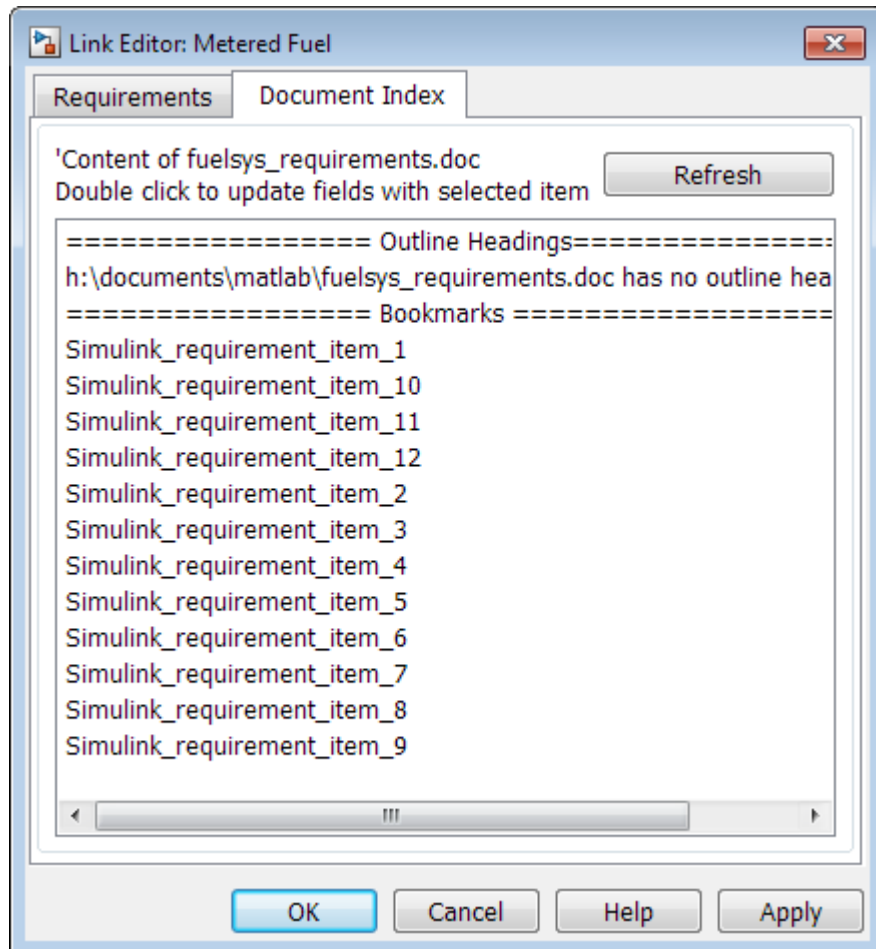 Link Editor: Metered Fuel
Requirements Document Index
'Content of fuelsys_requirements.doc
Double click to update fields with selected item
Refresh
================= Outline Headings===============
h:\documents\matlab\fuelsys_requirements.doc has no outline hea
================= Bookmarks ==================
Simulink_requirement_item_1
Simulink_requirement_item_10
Simulink_requirement_item_11
Simulink_requirement_item_12
Simulink_requirement_item_2
Simulink_requirement_item_3
Simulink_requirement_item_4
Simulink_requirement_item_5
Simulink_requirement_item_6
Simulink_requirement_item_7
Simulink_requirement_item_8
Simulink_requirement_item_9
OK Cancel Help Apply